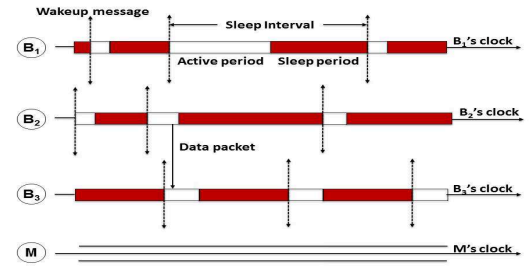 Wakeup message
Sleep Interval
B1
B1's clock
Active period
Sleep period
B2
B2's clock
Data packet
B3
B3's clock
M
M's clock